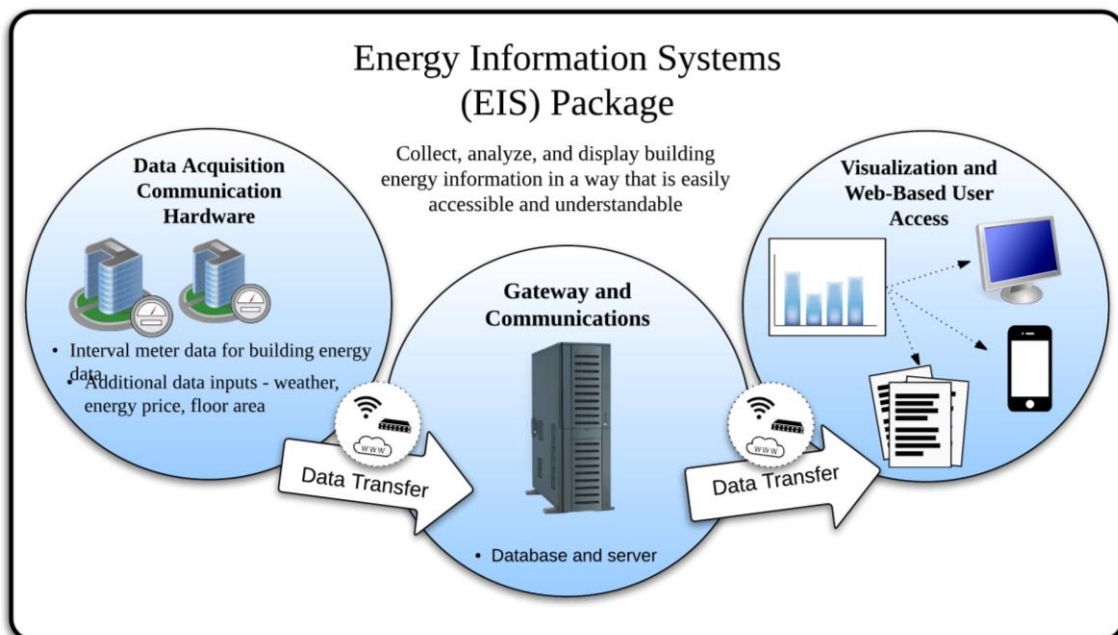 Energy Information Systems
(EIS) Package
Collect, analyze, and display building
energy information in a way that is easily
accessible and understandable
Data Acquisition
Communication
Hardware
• Interval meter data for building energy
data
• Additional data inputs - weather,
energy price, floor area
www
Data Transfer
Gateway and
Communications
• Database and server
www
Data Transfer
Visualization and
Web-Based User
Access